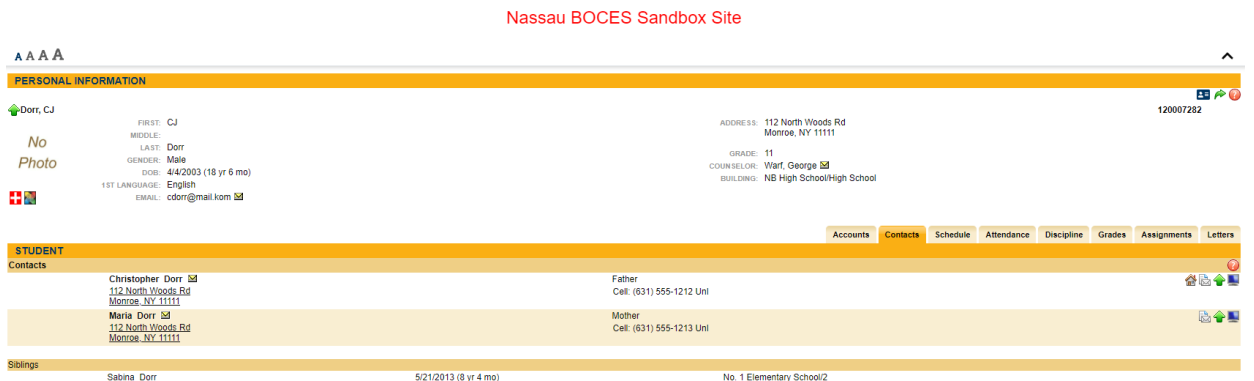 Nassau BOCES Sandbox Site
A A A A
PERSONAL INFORMATION
Dorr, CJ
120007282
No
Photo
FIRST: CJ
MIDDLE:
LAST: Dorr
GENDER: Male
DOB: 4/4/2003 (18 yr 6 mo)
1ST LANGUAGE: English
EMAIL: cdorr@mail.kom
ADDRESS: 112 North Woods Rd
Monroe, NY 11111
GRADE: 11
COUNSELOR: Warf, George
BUILDING: NB High School/High School
Accounts Contacts Schedule Attendance Discipline Grades Assignments Letters
STUDENT
Contacts
Christopher Dorr Father
112 North Woods Rd Cell: (631) 555-1212 Unl
Monroe, NY 11111
Maria Dorr Mother
112 North Woods Rd Cell: (631) 555-1213 Unl
Monroe, NY 11111
Siblings
Sabina Dorr 5/21/2013 (8 yr 4 mo) No. 1 Elementary School/2